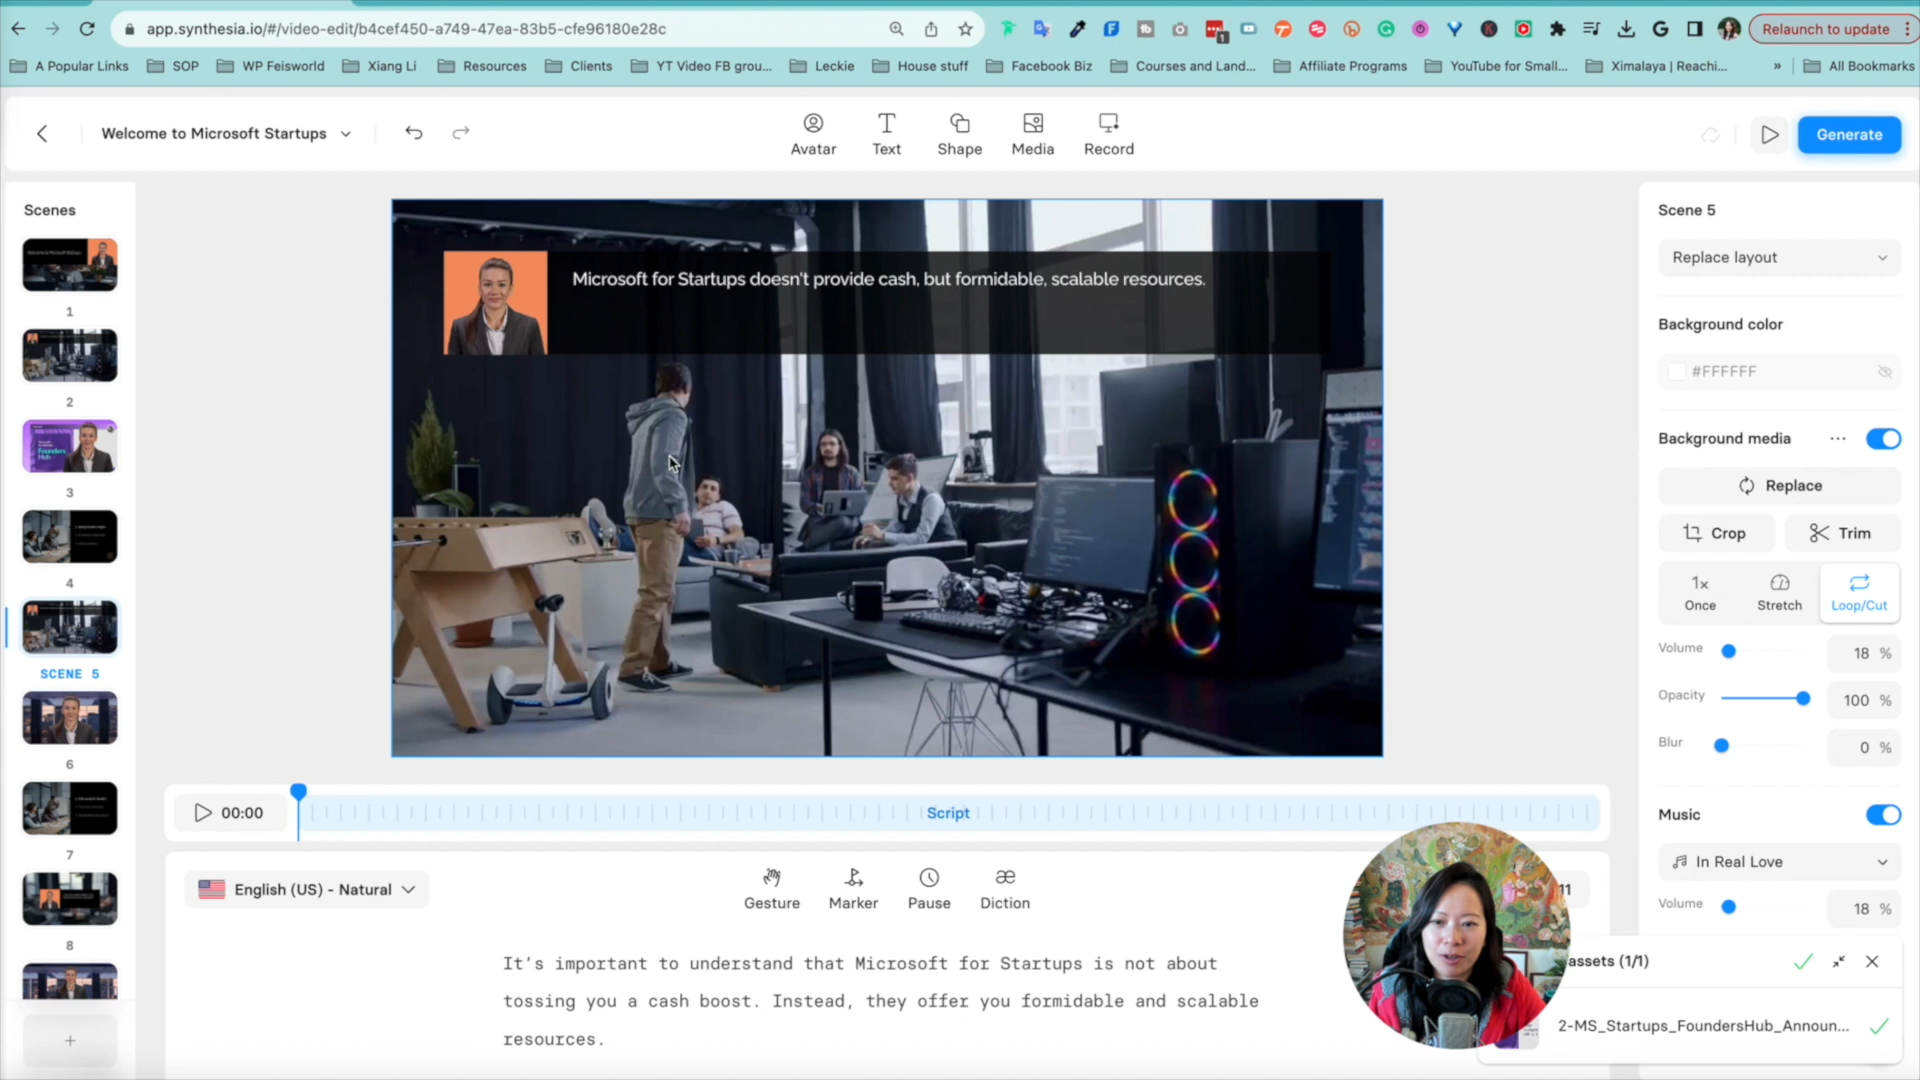 app.synthesia.io/#/video-edit/b4cef450-a749-47ea-83b5-cfe96180e28c
1
Relaunch to update
A Popular Links
SOP
WP Feisworld
Xiang Li
Resources
Clients
YT Video FB grou...
Leckie
House stuff
Facebook Biz
Courses and Land...
Affiliate Programs
YouTube for Small...
Ximalaya | Reachi...
»
All Bookmarks
Welcome to Microsoft Startups
Avatar
Text
Shape
Media
Record
Generate
Scenes
1
2
3
4
SCENE 5
6
7
8
+
Microsoft for Startups doesn't provide cash, but formidable, scalable resources.
00:00
Script
English (US) - Natural
Gesture
Marker
Pause
Diction
11
It's important to understand that Microsoft for Startups is not about
tossing you a cash boost. Instead, they offer you formidable and scalable
resources.
Scene 5
Replace layout
Background color
#FFFFFF
Background media
Replace
Crop
Trim
1x
Once
Stretch
Loop/Cut
Volume
18 %
Opacity
100 %
Blur
0 %
Music
In Real Love
Volume
18 %
assets (1/1)
2-MS_Startups_FoundersHub_Announ...